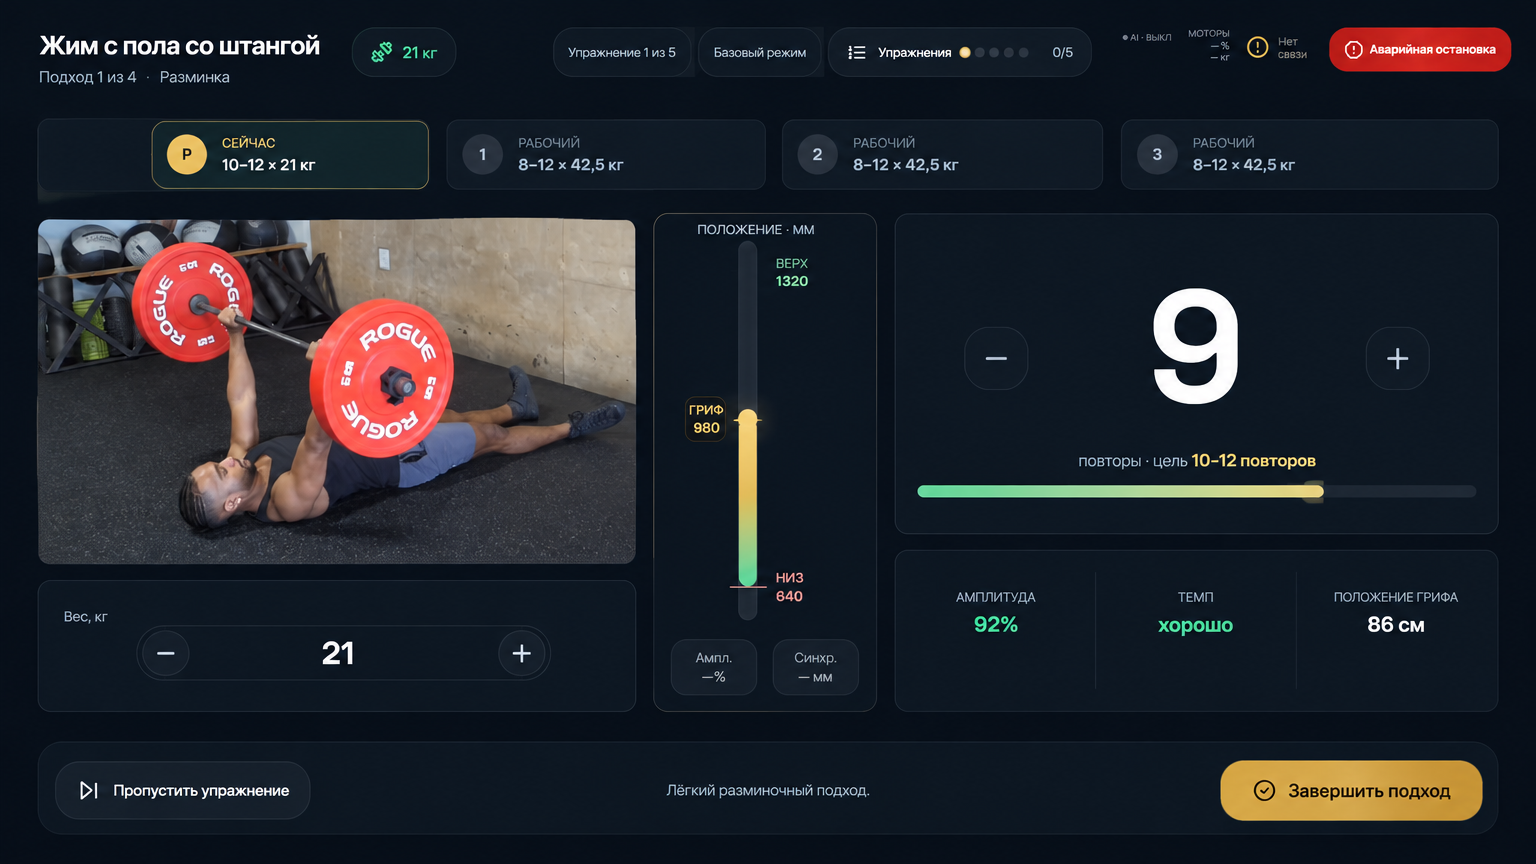 Жим с пола со штангой
Подход 1 из 4 · Разминка
21 кг
Упражнение 1 из 5
Базовый режим
Упражнения
0/5
AI · ВЫКЛ
МОТОРЫ
— %
— кг
Нет
связи
Аварийная остановка
P
СЕЙЧАС
10–12 × 21 кг
1
РАБОЧИЙ
8–12 × 42,5 кг
2
РАБОЧИЙ
8–12 × 42,5 кг
3
РАБОЧИЙ
8–12 × 42,5 кг
ROGUE
ROGUE
ROGUE
ROGUE
ПОЛОЖЕНИЕ · ММ
ВЕРХ
1320
ГРИФ
980
НИЗ
640
Ампл.
—%
Синхр.
— мм
9
повторы · цель 10–12 повторов
АМПЛИТУДА
92%
ТЕМП
хорошо
ПОЛОЖЕНИЕ ГРИФА
86 см
Вес, кг
21
Пропустить упражнение
Лёгкий разминочный подход.
Завершить подход